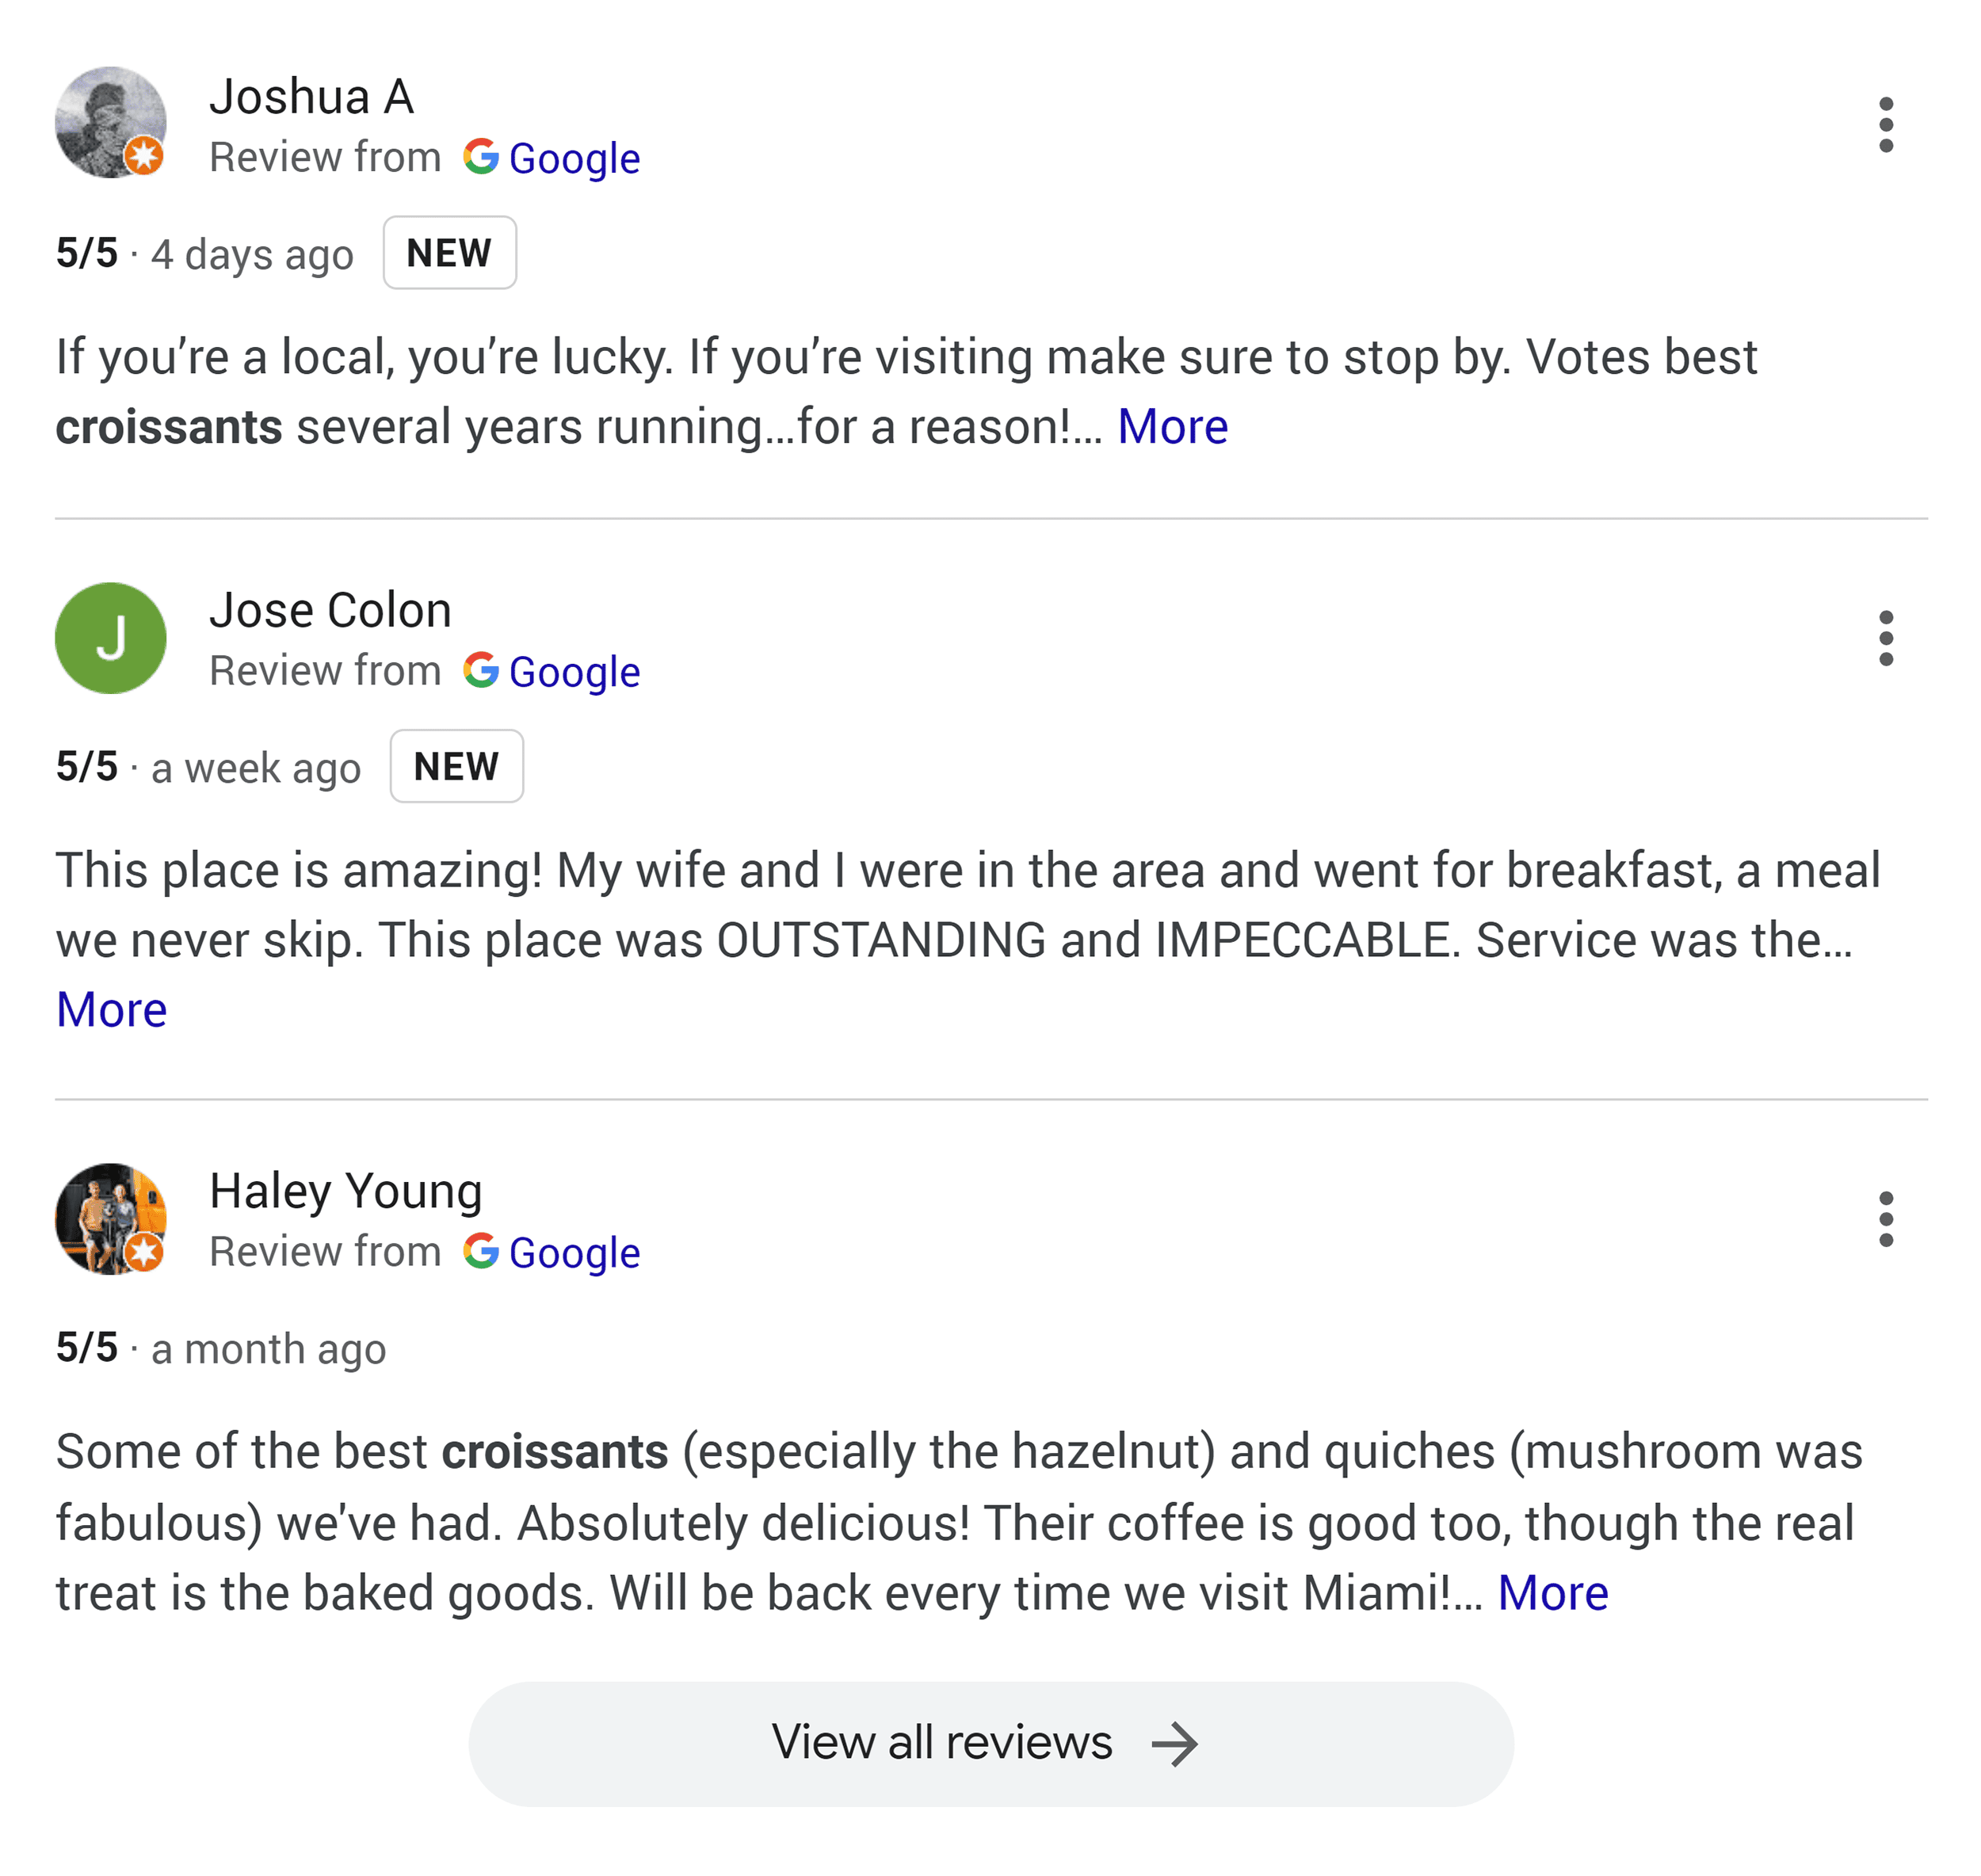 Joshua A
Review from Google
5/5 · 4 days ago NEW
If you’re a local, you’re lucky. If you’re visiting make sure to stop by. Votes best
croissants several years running...for a reason!... More
J
Jose Colon
Review from Google
5/5 · a week ago NEW
This place is amazing! My wife and I were in the area and went for breakfast, a meal
we never skip. This place was OUTSTANDING and IMPECCABLE. Service was the...
More
Haley Young
Review from Google
5/5 · a month ago
Some of the best croissants (especially the hazelnut) and quiches (mushroom was
fabulous) we've had. Absolutely delicious! Their coffee is good too, though the real
treat is the baked goods. Will be back every time we visit Miami!... More
View all reviews →